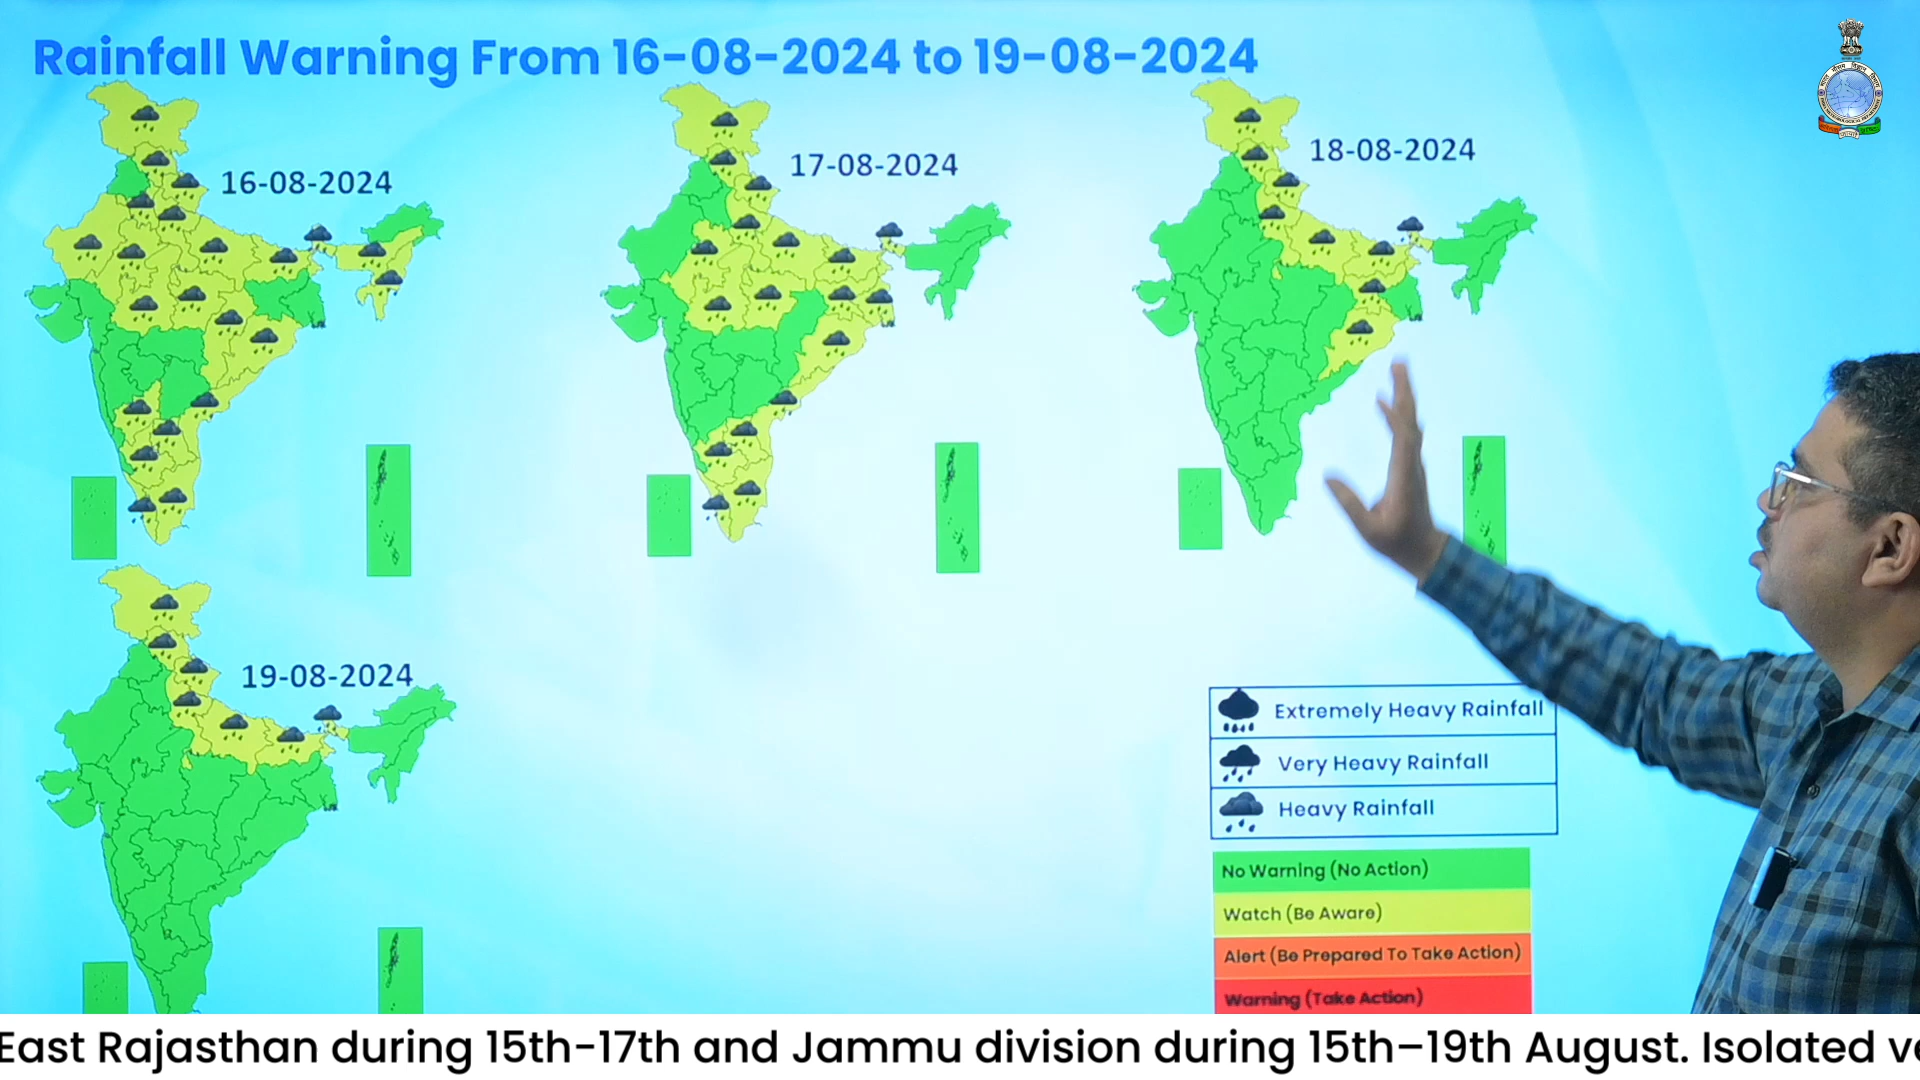 Rainfall Warning From 16-08-2024 to 19-08-2024
16-08-2024
17-08-2024
18-08-2024
19-08-2024
Extremely Heavy Rainfall
Very Heavy Rainfall
Heavy Rainfall
No Warning (No Action)
Watch (Be Aware)
Alert (Be Prepared To Take Action)
Warning (Take Action)
East Rajasthan during 15th-17th and Jammu division during 15th–19th August. Isolated ve